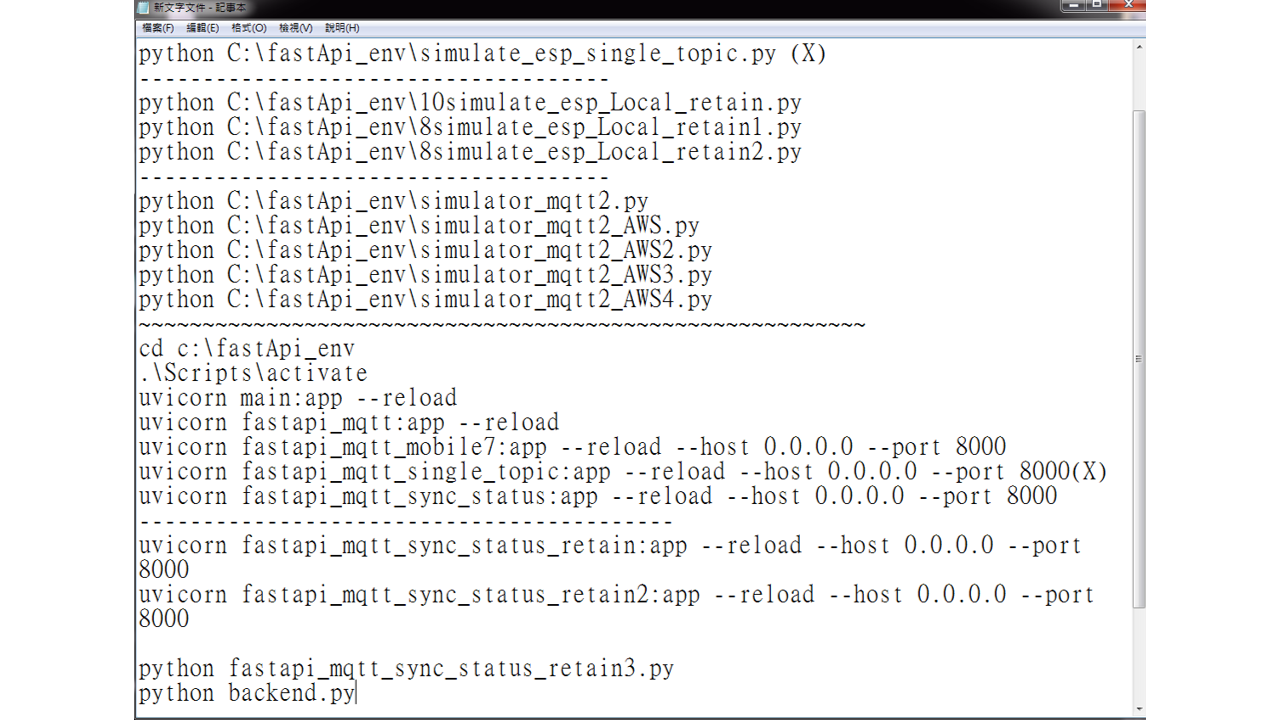 新文字文件 - 記事本
檔案(F) 編輯(E) 格式(O) 檢視(V) 說明(H)
python C:\fastApi_env\simulate_esp_single_topic.py (X)
-------------------------------------
python C:\fastApi_env\10simulate_esp_Local_retain.py
python C:\fastApi_env\8simulate_esp_Local_retain1.py
python C:\fastApi_env\8simulate_esp_Local_retain2.py
-------------------------------------
python C:\fastApi_env\simulator_mqtt2.py
python C:\fastApi_env\simulator_mqtt2_AWS.py
python C:\fastApi_env\simulator_mqtt2_AWS2.py
python C:\fastApi_env\simulator_mqtt2_AWS3.py
python C:\fastApi_env\simulator_mqtt2_AWS4.py
~~~~~~~~~~~~~~~~~~~~~~~~~~~~~~~~~~~~~~~~~~~~~~~~~~~~~~~~~
cd c:\fastApi_env
.\Scripts\activate
uvicorn main:app --reload
uvicorn fastapi_mqtt:app --reload
uvicorn fastapi_mqtt_mobile7:app --reload --host 0.0.0.0 --port 8000
uvicorn fastapi_mqtt_single_topic:app --reload --host 0.0.0.0 --port 8000(X)
uvicorn fastapi_mqtt_sync_status:app --reload --host 0.0.0.0 --port 8000
------------------------------------------
uvicorn fastapi_mqtt_sync_status_retain:app --reload --host 0.0.0.0 --port
8000
uvicorn fastapi_mqtt_sync_status_retain2:app --reload --host 0.0.0.0 --port
8000
python fastapi_mqtt_sync_status_retain3.py
python backend.py